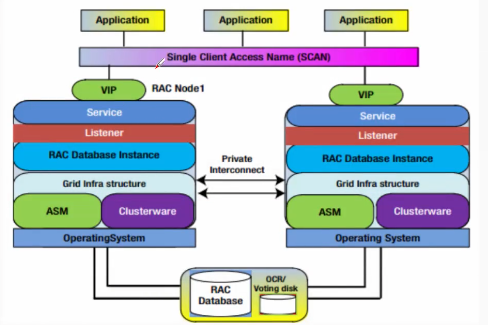 Application
Application
Application
Single Client Access Name (SCAN)
VIP
RAC Node1
VIP
Service
Listener
RAC Database Instance
Grid Infra structure
ASM
Clusterware
OperatingSystem
Private
Interconnect
Service
Listener
RAC Database Instance
Grid Infra structure
ASM
Clusterware
Operating System
RAC
Database
OCR/
Voting disk